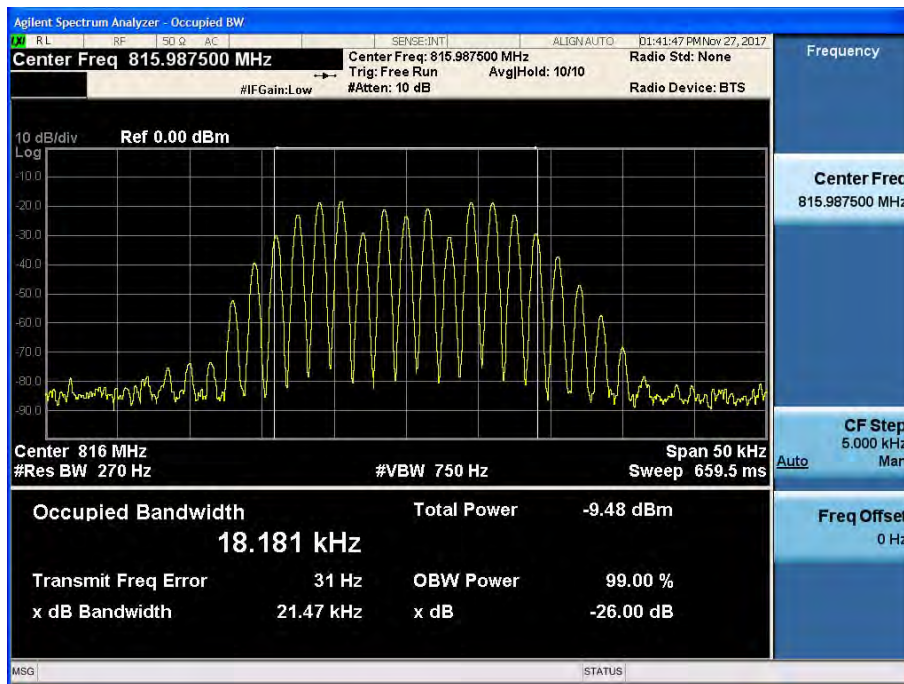 Agilent Spectrum Analyzer - Occupied BW
LXI RL RF 50 Ω AC SENSE:INT ALIGN AUTO 01:41:47 PM Nov 27, 2017
Center Freq 815.987500 MHz
Center Freq: 815.987500 MHz Radio Std: None
Trig: Free Run Avg|Hold: 10/10
#IFGain:Low #Atten: 10 dB Radio Device: BTS
10 dB/div Ref 0.00 dBm
Log
-10.0
-20.0
-30.0
-40.0
-50.0
-60.0
-70.0
-80.0
-90.0
Center 816 MHz Span 50 kHz
#Res BW 270 Hz #VBW 750 Hz Sweep 659.5 ms
Occupied Bandwidth Total Power -9.48 dBm
18.181 kHz
Transmit Freq Error 31 Hz OBW Power 99.00 %
x dB Bandwidth 21.47 kHz x dB -26.00 dB
MSG STATUS
Frequency
Center Freq
815.987500 MHz
CF Step
5.000 kHz
Auto Man
Freq Offset
0 Hz